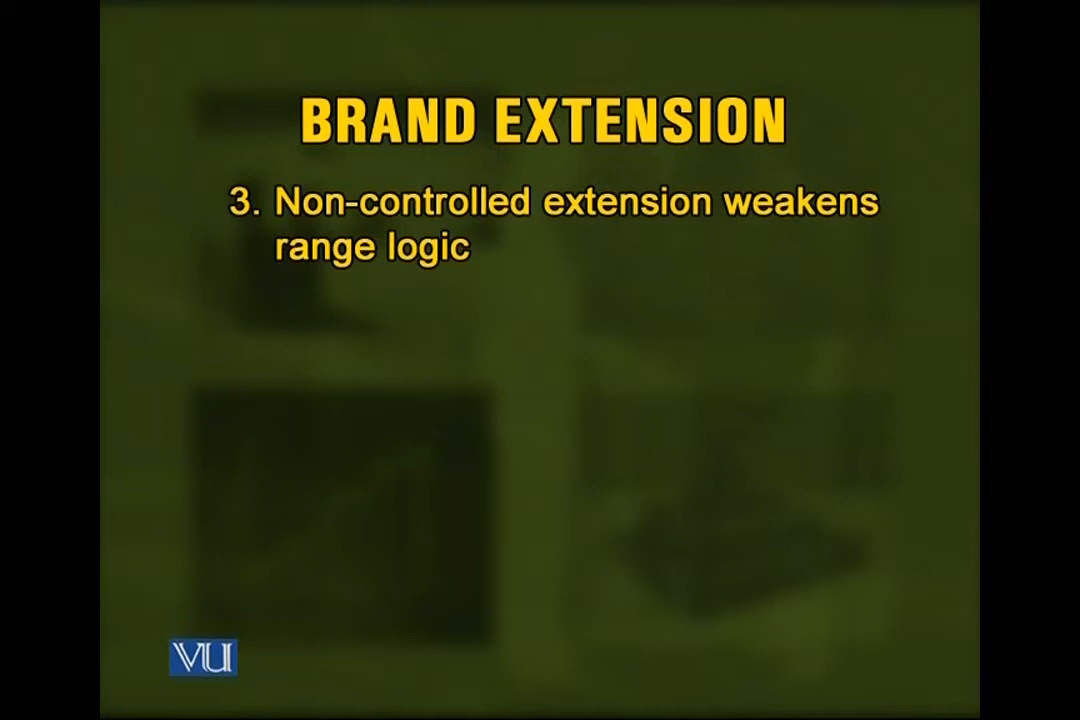 BRAND EXTENSION
3. Non-controlled extension weakens
range logic
VU